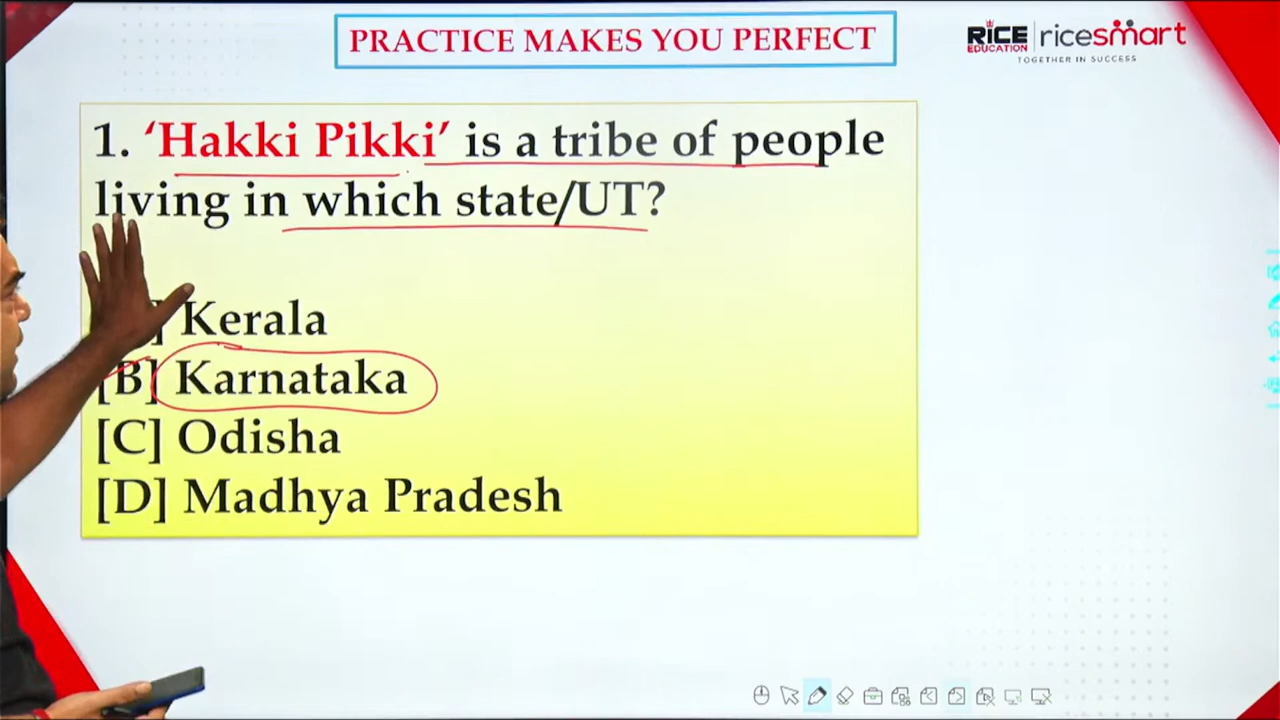 PRACTICE MAKES YOU PERFECT
RICE
EDUCATION
ricesmart
TOGETHER IN SUCCESS
1. ‘Hakki Pikki’ is a tribe of people
living in which state/UT?
] Kerala
[B] Karnataka
[C] Odisha
[D] Madhya Pradesh